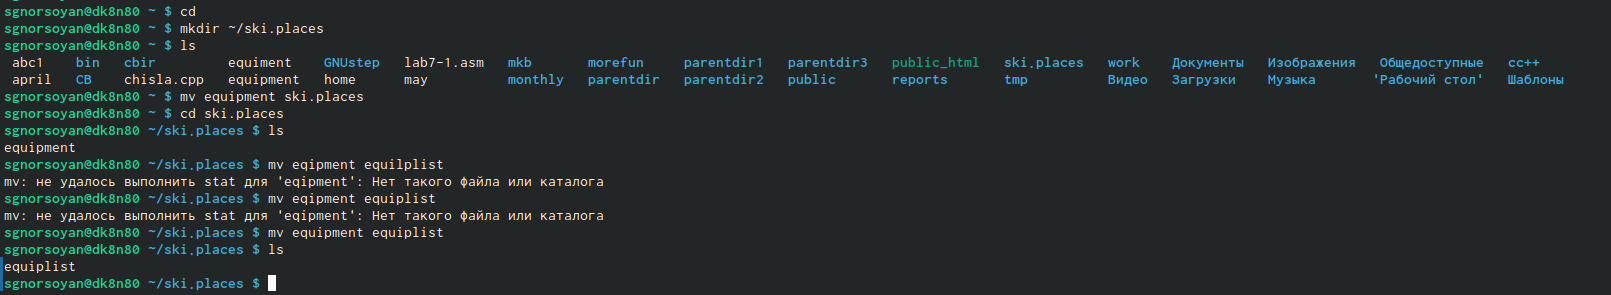 sgnorsoyan@dk8n80 ~ $ cd
sgnorsoyan@dk8n80 ~ $ mkdir ~/ski.places
sgnorsoyan@dk8n80 ~ $ ls
abc1 bin cbir equiment GNUstep lab7-1.asm mkb morefun parentdir1 parentdir3 public_html ski.places work Документы Изображения Общедоступные cc++
april CB chisla.cpp equipment home may monthly parentdir parentdir2 public reports tmp Видео Загрузки Музыка 'Рабочий стол' Шаблоны
sgnorsoyan@dk8n80 ~ $ mv equipment ski.places
sgnorsoyan@dk8n80 ~ $ cd ski.places
sgnorsoyan@dk8n80 ~/ski.places $ ls
equipment
sgnorsoyan@dk8n80 ~/ski.places $ mv eqipment equilplist
mv: не удалось выполнить stat для 'eqipment': Нет такого файла или каталога
sgnorsoyan@dk8n80 ~/ski.places $ mv eqipment equiplist
mv: не удалось выполнить stat для 'eqipment': Нет такого файла или каталога
sgnorsoyan@dk8n80 ~/ski.places $ mv equipment equiplist
sgnorsoyan@dk8n80 ~/ski.places $ ls
equiplist
sgnorsoyan@dk8n80 ~/ski.places $